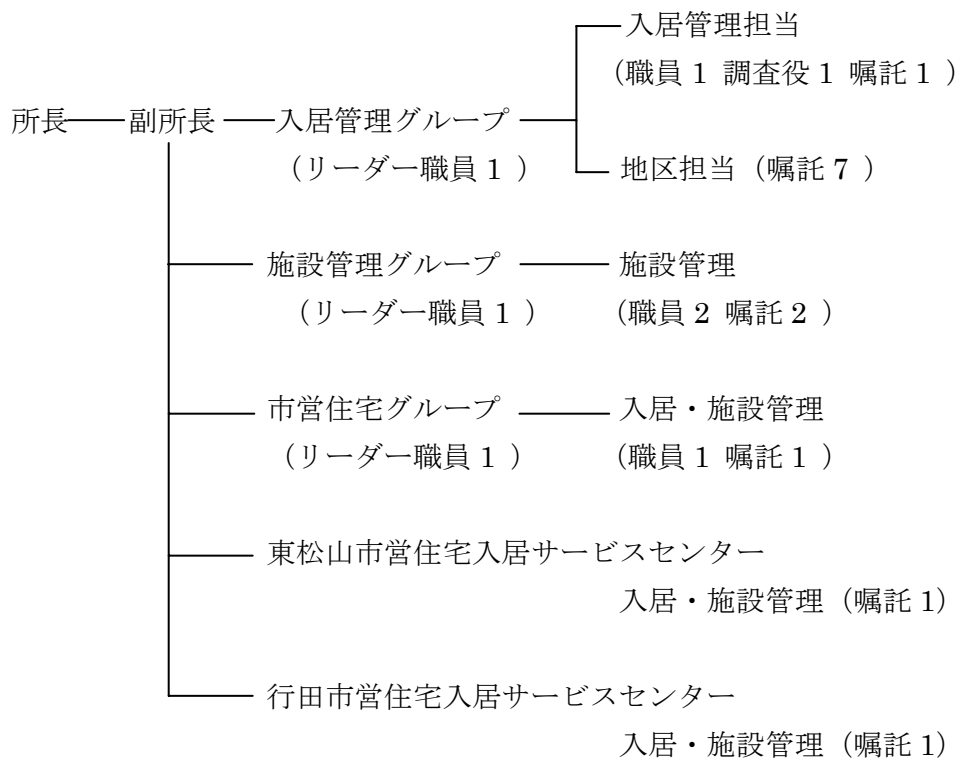 入居管理担当
（職員 1 調査役 1 嘱託 1 ）
所長 副所長 入居管理グループ
（リーダー職員 1 ） 地区担当（嘱託 7 ）
施設管理グループ 施設管理
（リーダー職員 1 ） （職員 2 嘱託 2 ）
市営住宅グループ 入居・施設管理
（リーダー職員 1 ） （職員 1 嘱託 1 ）
東松山市営住宅入居サービスセンター
入居・施設管理（嘱託 1）
行田市営住宅入居サービスセンター
入居・施設管理（嘱託 1）